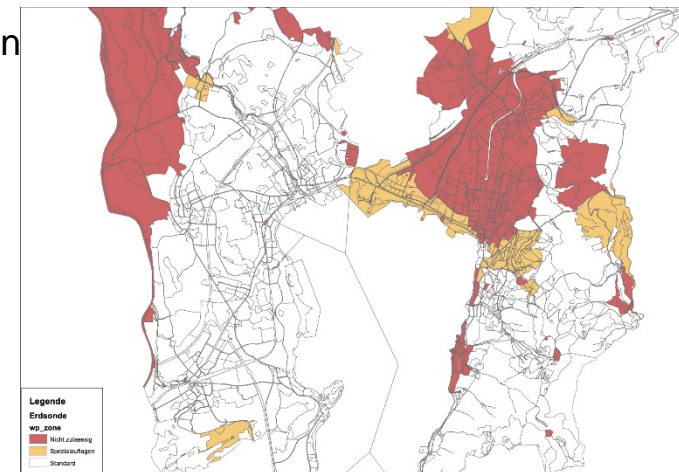 n
Legende
Erdsonde
wp_zone
Nicht zulaessig
Spezialauflagen
Standard